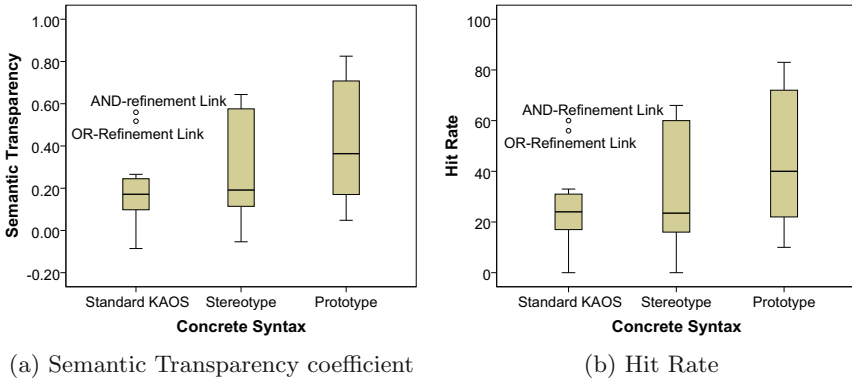 1.00
0.80
0.60
0.40
0.20
0.00
-0.20
Semantic Transparency
AND-refinement Link
OR-Refinement Link
Standard KAOS Stereotype Prototype
Concrete Syntax
(a) Semantic Transparency coefficient
100
80
60
40
20
0
Hit Rate
AND-refinement Link
OR-Refinement Link
Standard KAOS Stereotype Prototype
Concrete Syntax
(b) Hit Rate